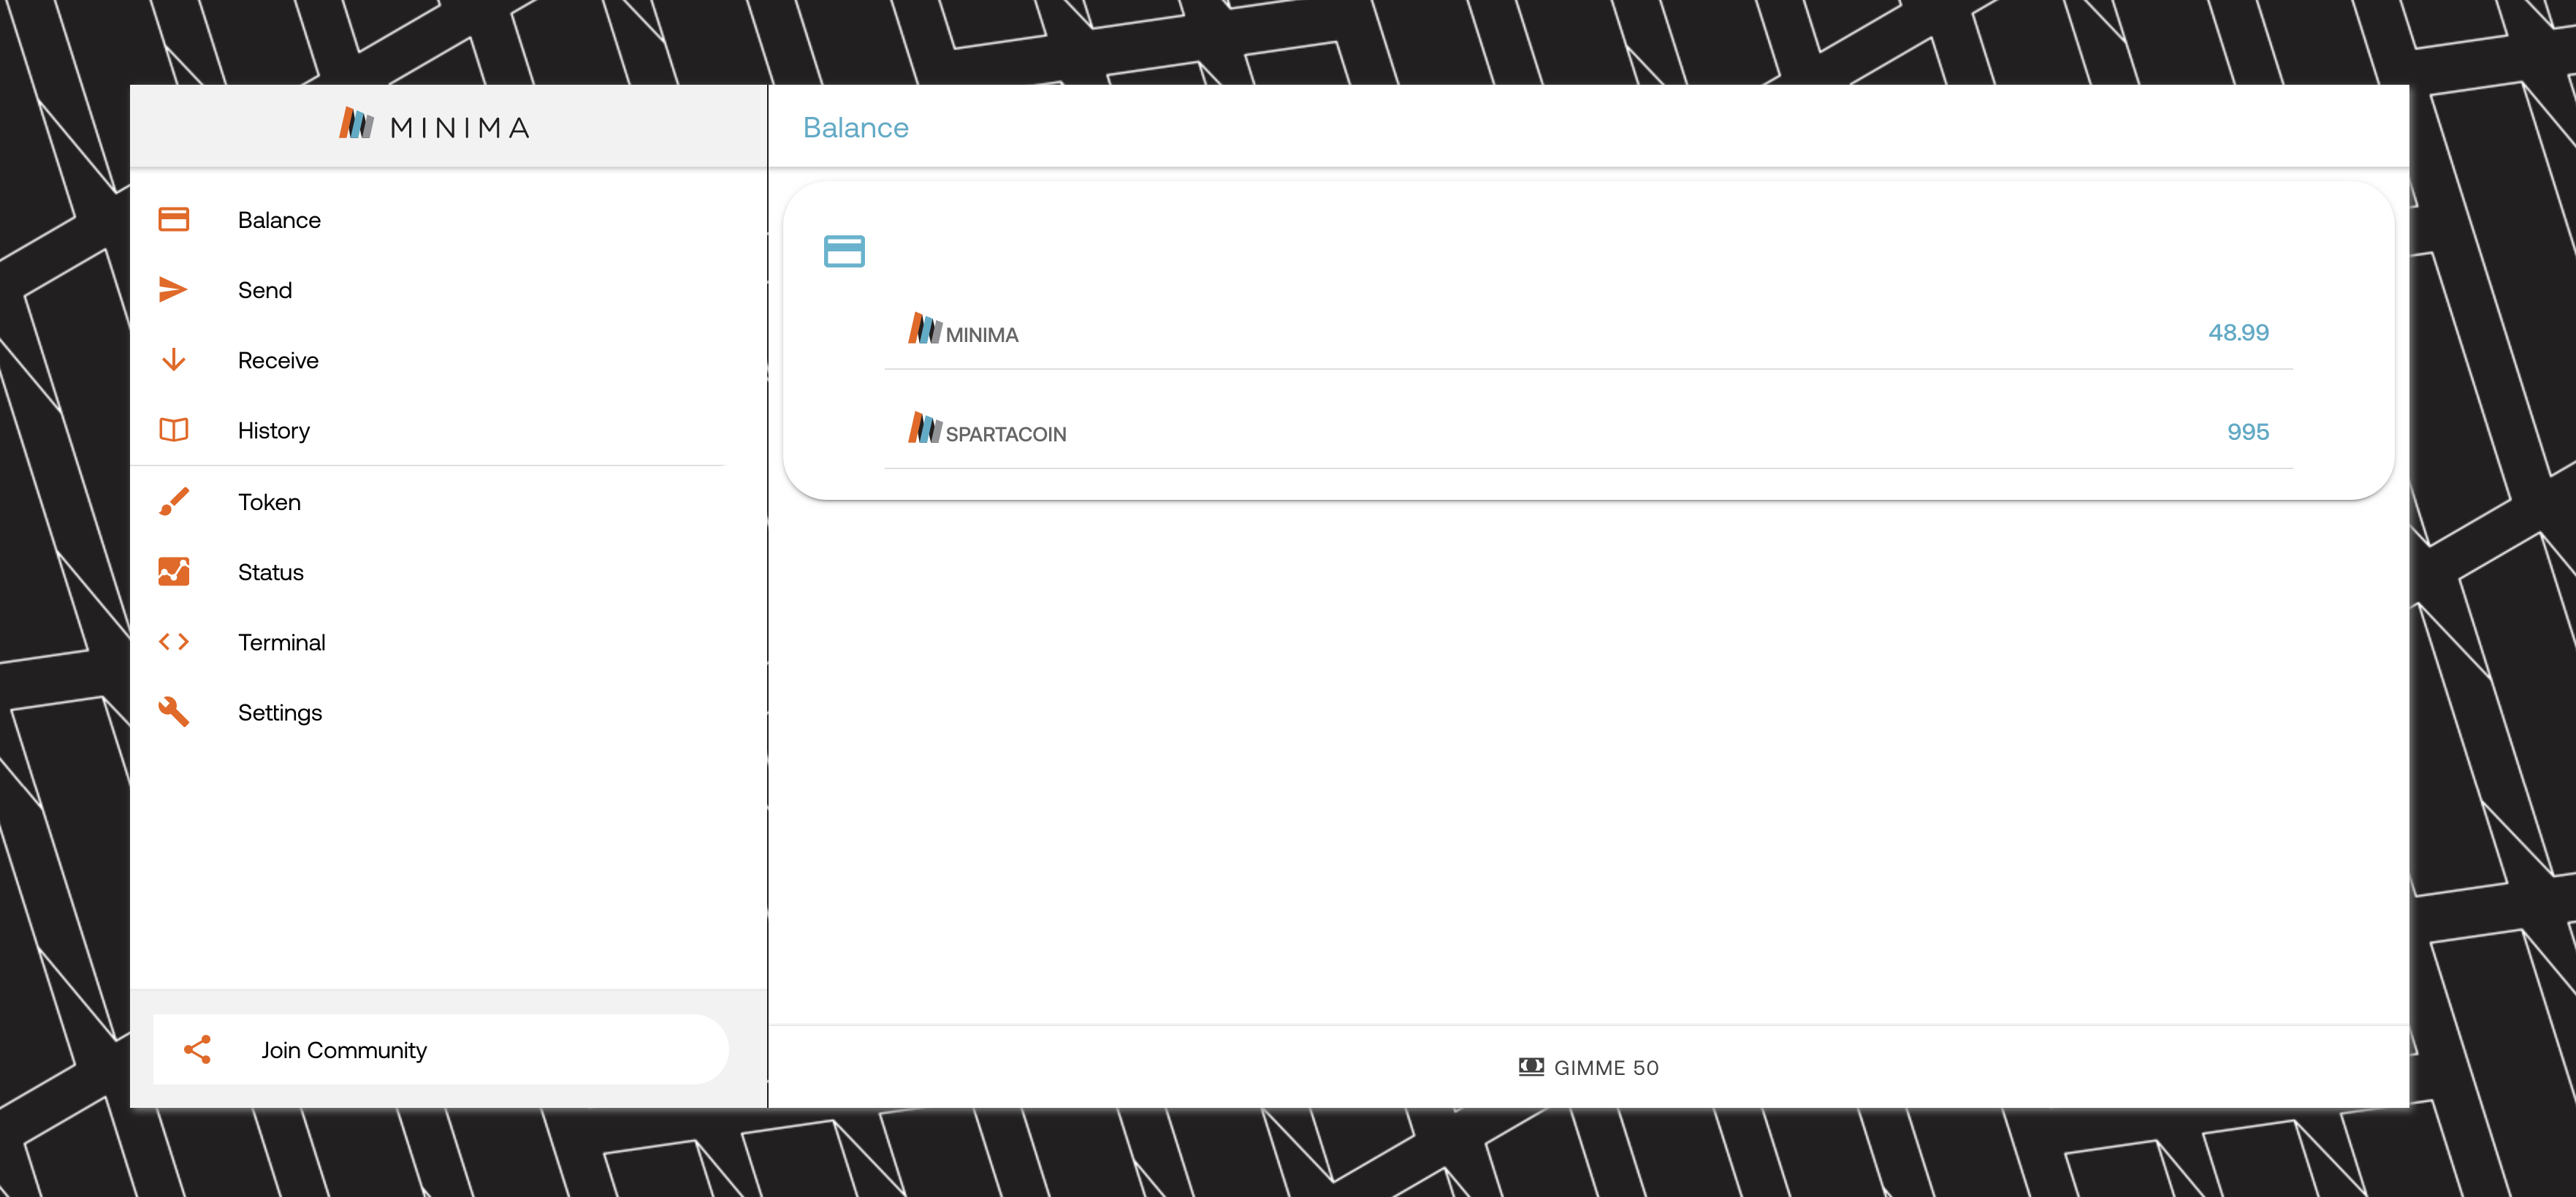 MINIMA
Balance
Send
Receive
History
Token
Status
Terminal
Settings
Join Community
Balance
MINIMA 48.99
SPARTACOIN 995
GIMME 50